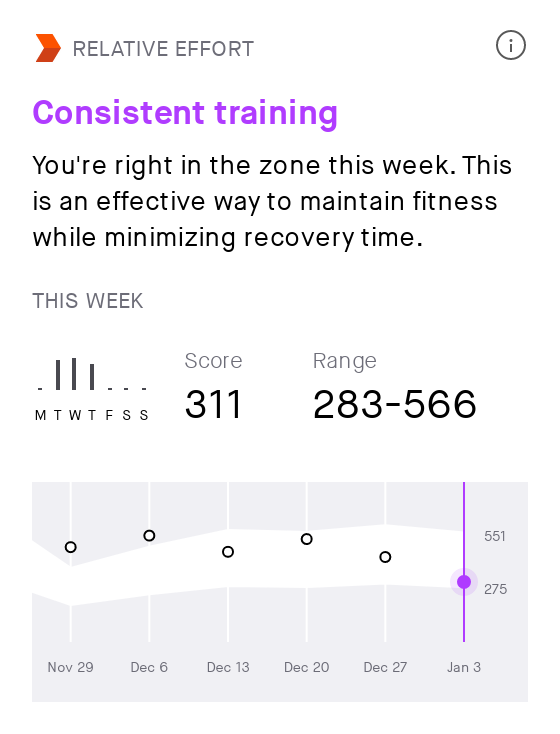 RELATIVE EFFORT
Consistent training
You're right in the zone this week. This
is an effective way to maintain fitness
while minimizing recovery time.
THIS WEEK
Score Range
311 283-566
M T W T F S S
551
275
Nov 29 Dec 6 Dec 13 Dec 20 Dec 27 Jan 3